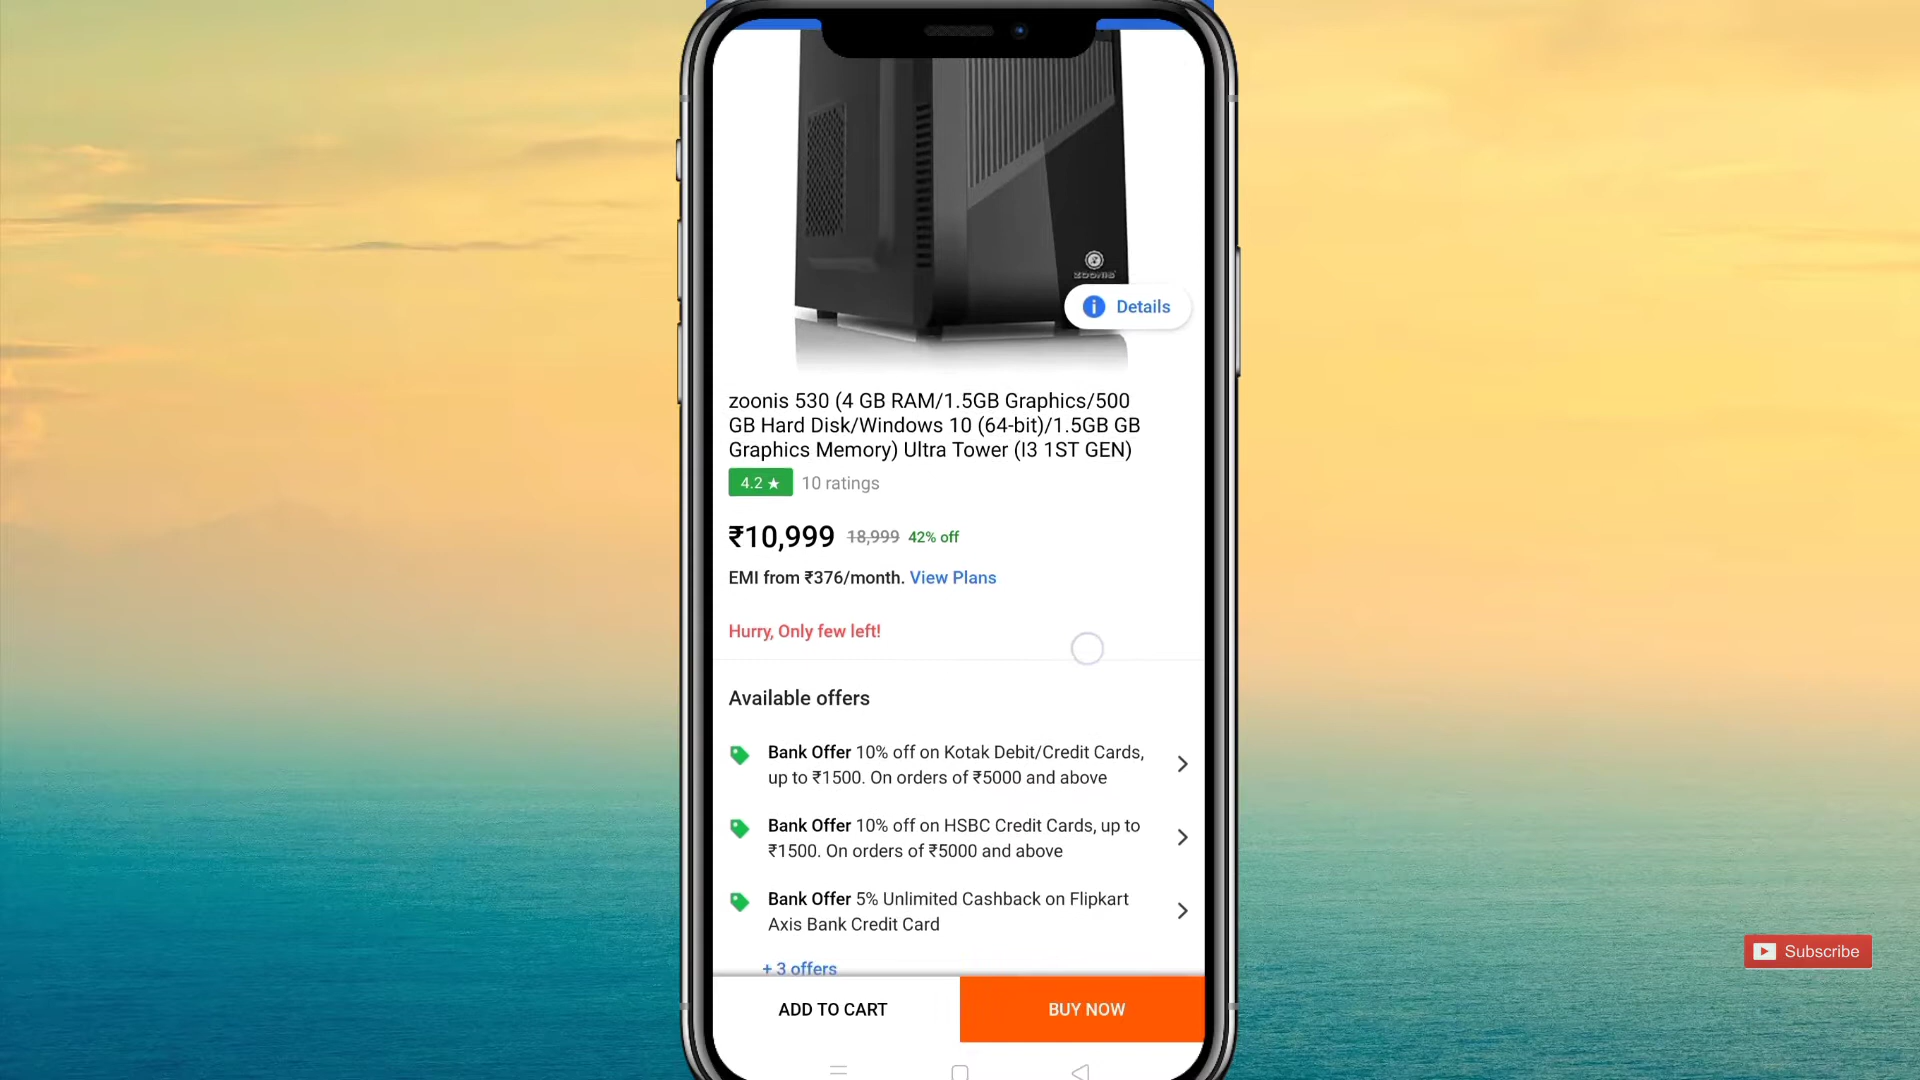 ZOONIS
Details
zoonis 530 (4 GB RAM/1.5GB Graphics/500
GB Hard Disk/Windows 10 (64-bit)/1.5GB GB
Graphics Memory) Ultra Tower (I3 1ST GEN)
4.2 ★ 10 ratings
₹10,999 18,999 42% off
EMI from ₹376/month. View Plans
Hurry, Only few left!
Available offers
Bank Offer 10% off on Kotak Debit/Credit Cards,
up to ₹1500. On orders of ₹5000 and above
Bank Offer 10% off on HSBC Credit Cards, up to
₹1500. On orders of ₹5000 and above
Bank Offer 5% Unlimited Cashback on Flipkart
Axis Bank Credit Card
+ 3 offers
Subscribe
ADD TO CART BUY NOW